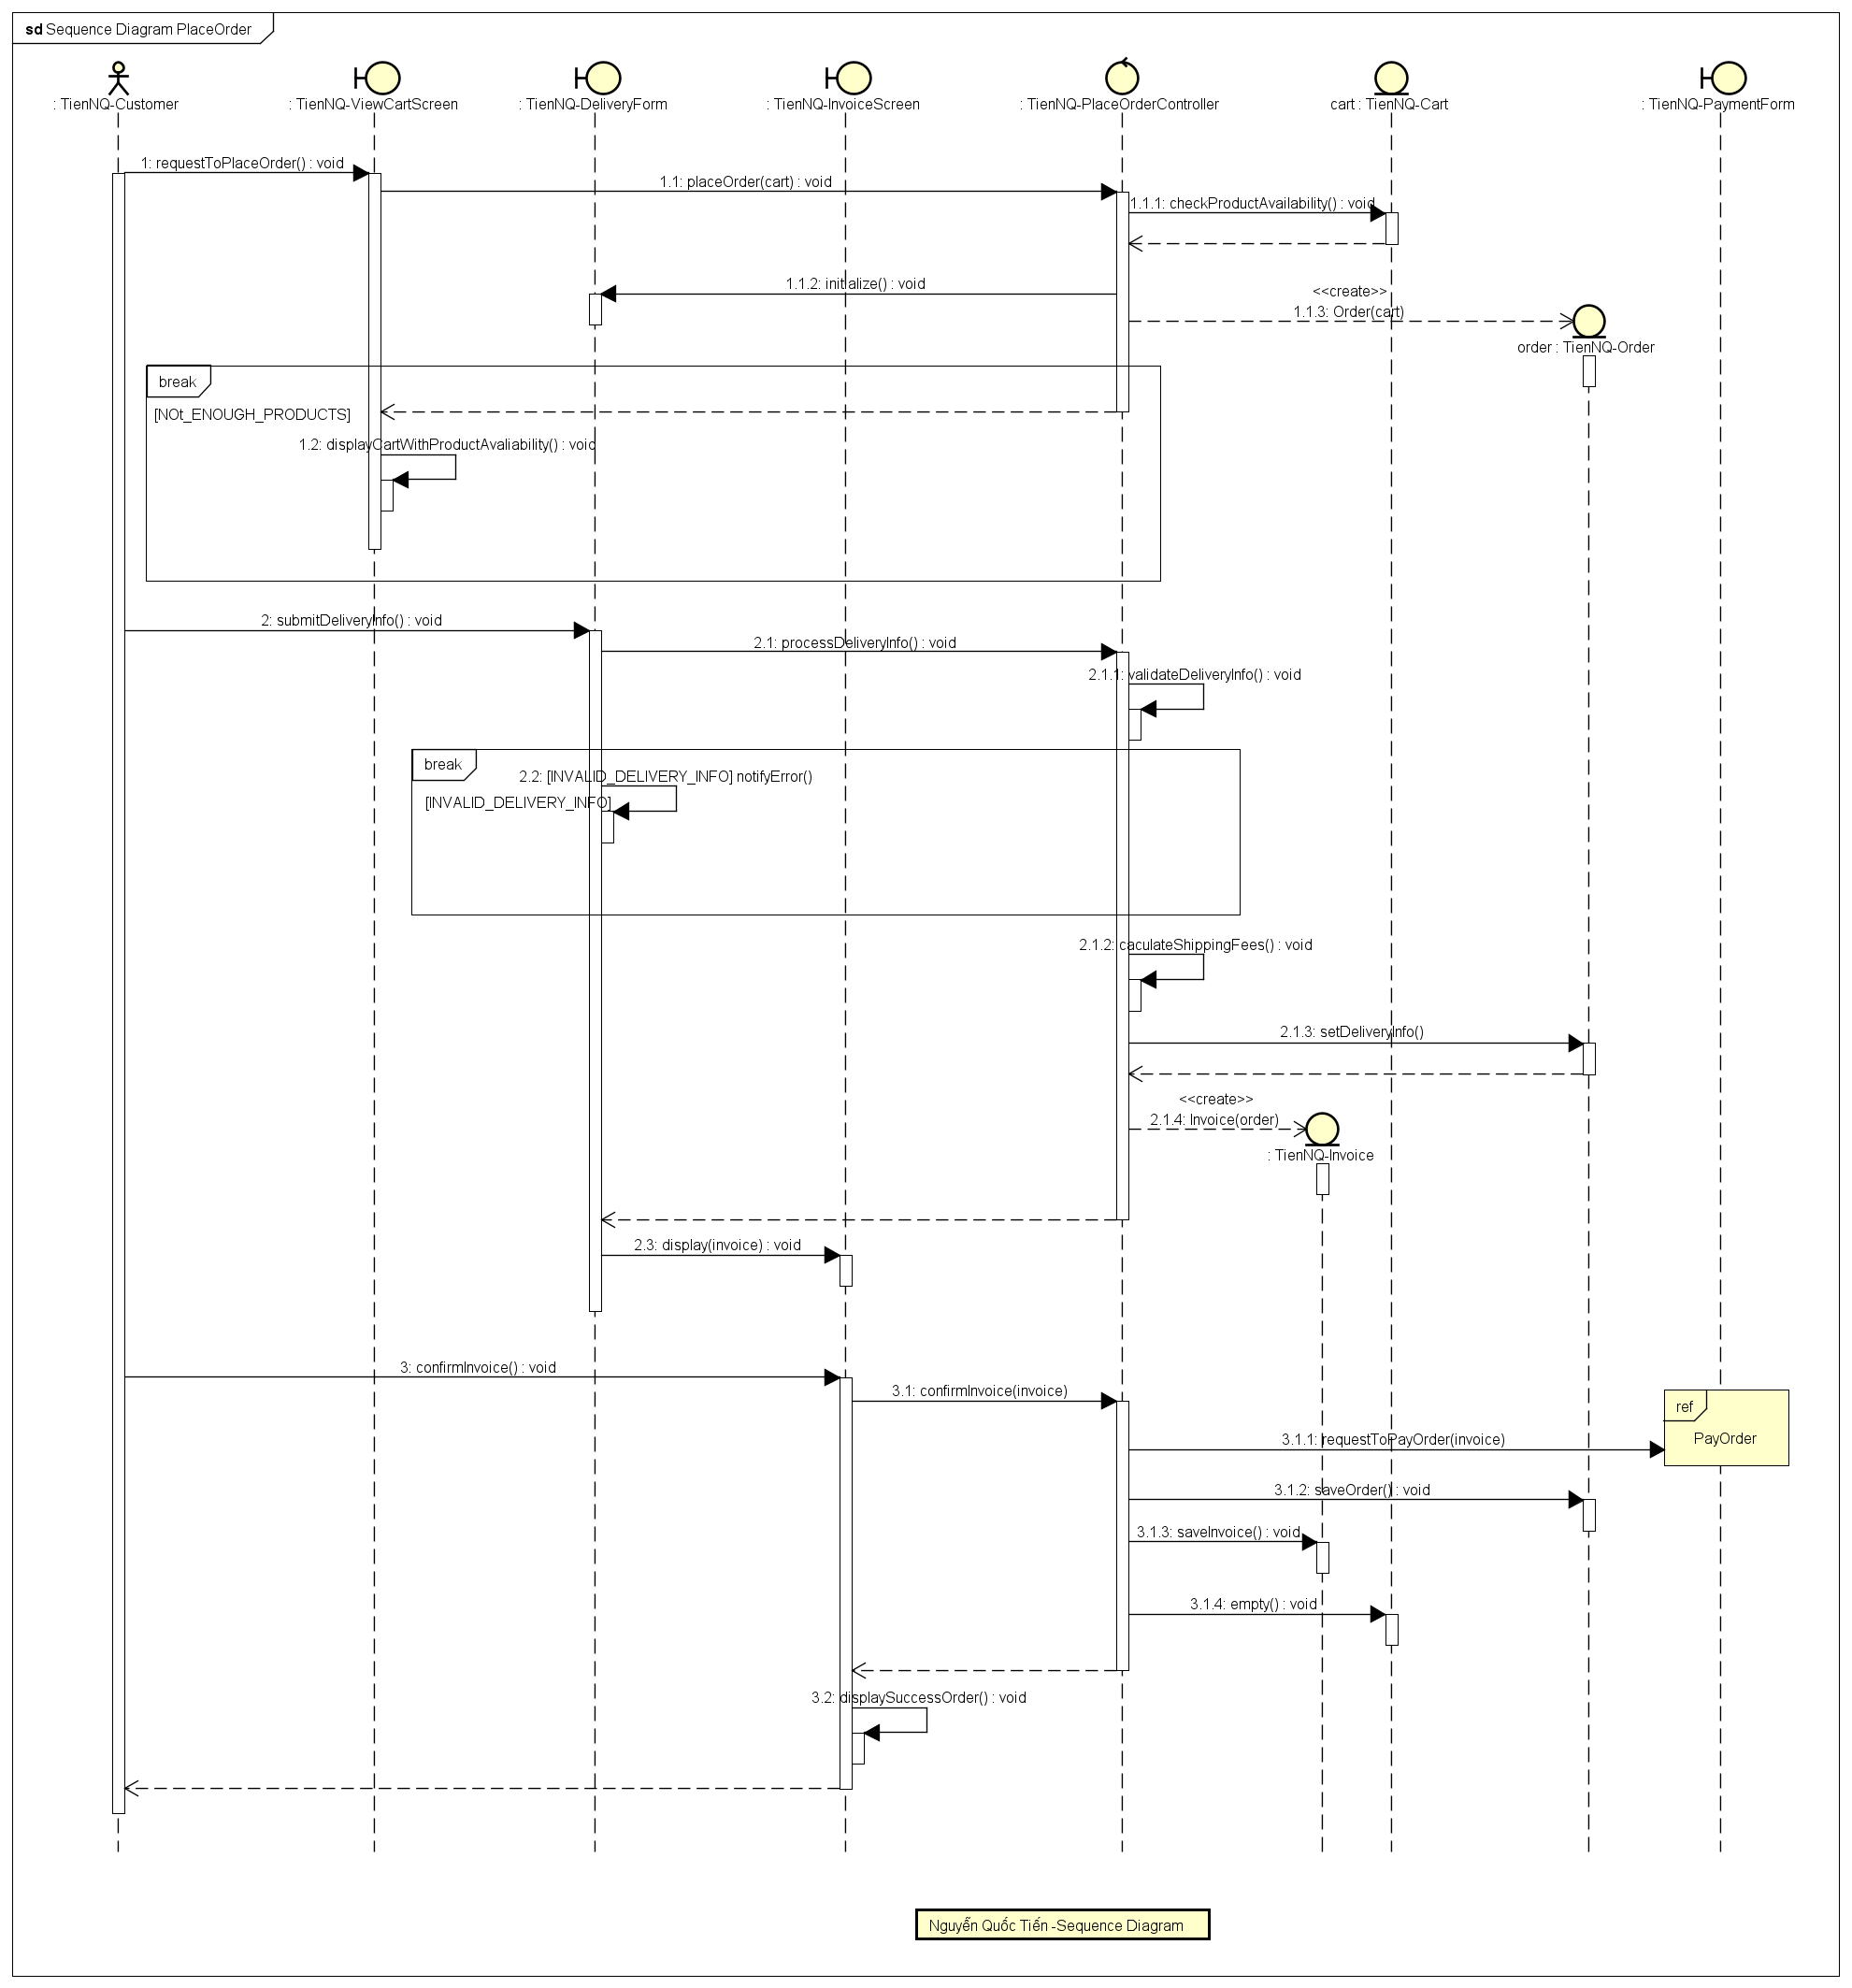 sd Sequence Diagram PlaceOrder
: TienNQ-Customer
: TienNQ-ViewCartScreen
: TienNQ-DeliveryForm
: TienNQ-InvoiceScreen
: TienNQ-PlaceOrderController
cart : TienNQ-Cart
: TienNQ-PaymentForm
1: requestToPlaceOrder() : void
1.1: placeOrder(cart) : void
1.1.1: checkProductAvailability() : void
1.1.2: initialize() : void
<<create>>
1.1.3: Order(cart)
order : TienNQ-Order
break
[NOt_ENOUGH_PRODUCTS]
1.2: displayCartWithProductAvaliability() : void
2: submitDeliveryInfo() : void
2.1: processDeliveryInfo() : void
2.1.1: validateDeliveryInfo() : void
break
2.2: [INVALID_DELIVERY_INFO] notifyError()
[INVALID_DELIVERY_INFO]
2.1.2: caculateShippingFees() : void
2.1.3: setDeliveryInfo()
<<create>>
2.1.4: Invoice(order)
: TienNQ-Invoice
2.3: display(invoice) : void
3: confirmInvoice() : void
3.1: confirmInvoice(invoice)
ref
PayOrder
3.1.1: requestToPayOrder(invoice)
3.1.2: saveOrder() : void
3.1.3: saveInvoice() : void
3.1.4: empty() : void
3.2: displaySuccessOrder() : void
Nguyễn Quốc Tiến -Sequence Diagram